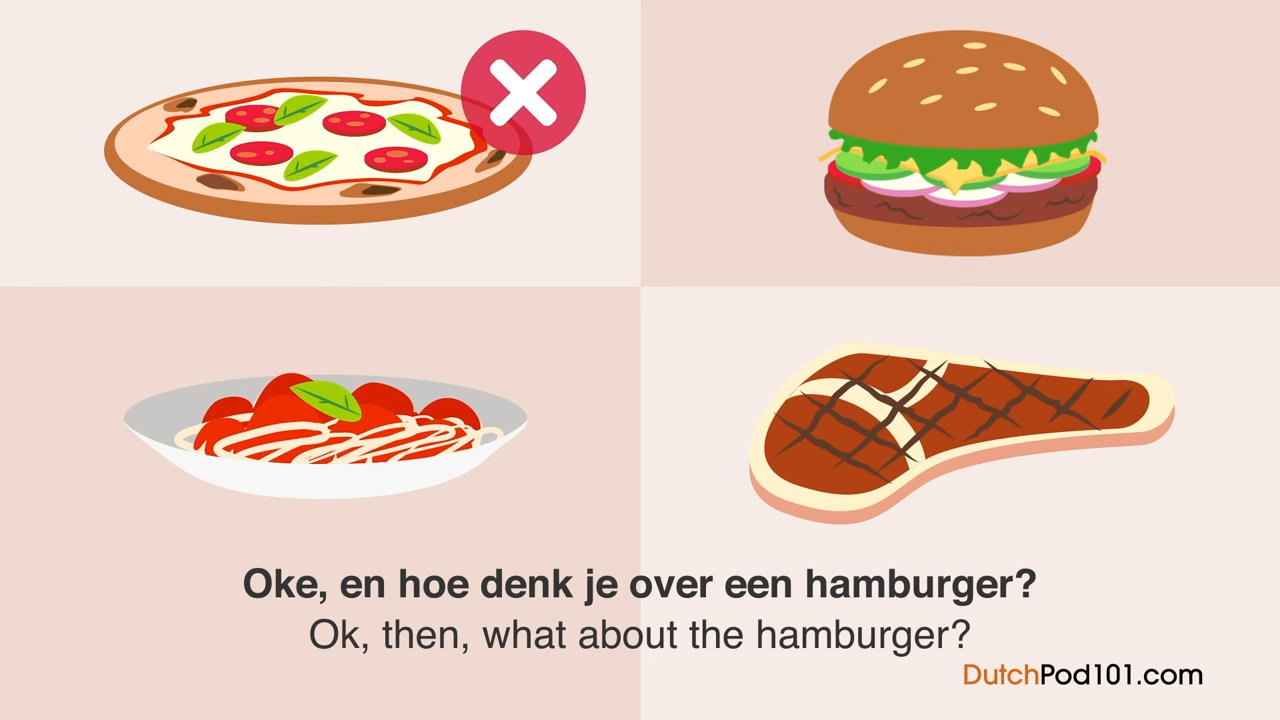 Oke, en hoe denk je over een hamburger?
Ok, then, what about the hamburger?
DutchPod101.com